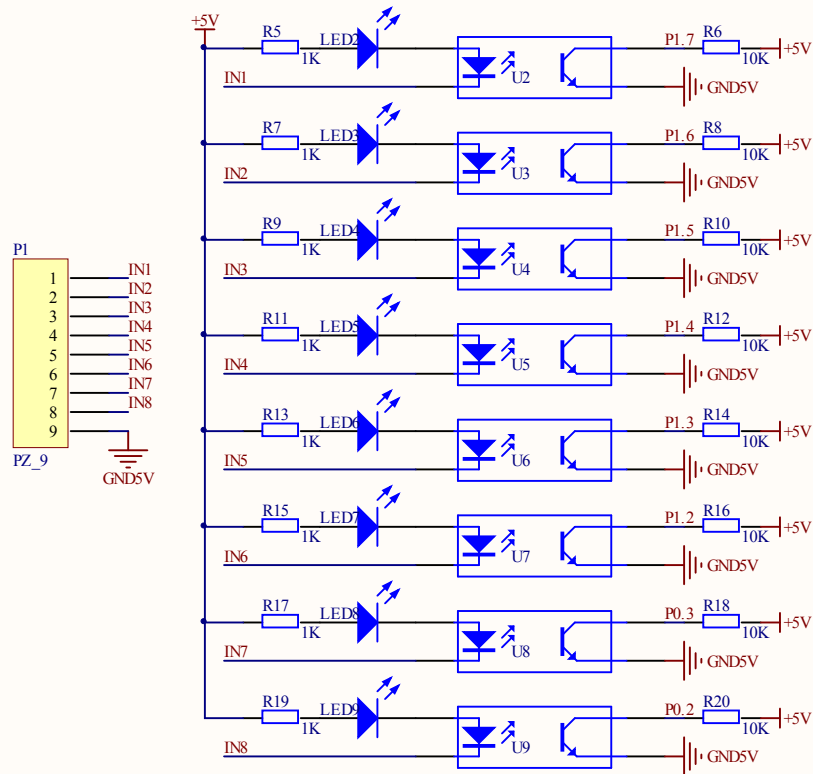 +5V
R5 LED2 P1.7 R6
1K U2 10K +5V
IN1 GND5V
R7 LED3 P1.6 R8
1K U3 10K +5V
IN2 GND5V
R9 LED4 P1.5 R10
1K U4 10K +5V
IN3 GND5V
R11 LED5 P1.4 R12
1K U5 10K +5V
IN4 GND5V
R13 LED6 P1.3 R14
1K U6 10K +5V
IN5 GND5V
R15 LED7 P1.2 R16
1K U7 10K +5V
IN6 GND5V
R17 LED8 P0.3 R18
1K U8 10K +5V
IN7 GND5V
R19 LED9 P0.2 R20
1K U9 10K +5V
IN8 GND5V
P1
1 IN1
2 IN2
3 IN3
4 IN4
5 IN5
6 IN6
7 IN7
8 IN8
9
PZ_9
GND5V